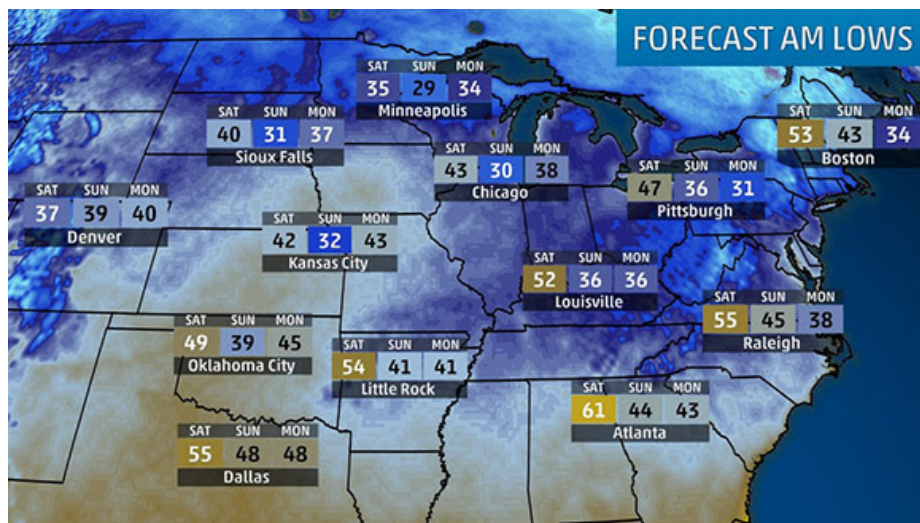 FORECAST AM LOWS
SAT SUN MON
35 29 34
Minneapolis
SAT SUN MON
40 31 37
Sioux Falls
SAT SUN MON
53 43 34
Boston
SAT SUN MON
43 30 38
Chicago
SAT SUN MON
47 36 31
Pittsburgh
SAT SUN MON
37 39 40
Denver
SAT SUN MON
42 32 43
Kansas City
SAT SUN MON
52 36 36
Louisville
SAT SUN MON
55 45 38
Raleigh
SAT SUN MON
49 39 45
Oklahoma City
SAT SUN MON
54 41 41
Little Rock
SAT SUN MON
61 44 43
Atlanta
SAT SUN MON
55 48 48
Dallas